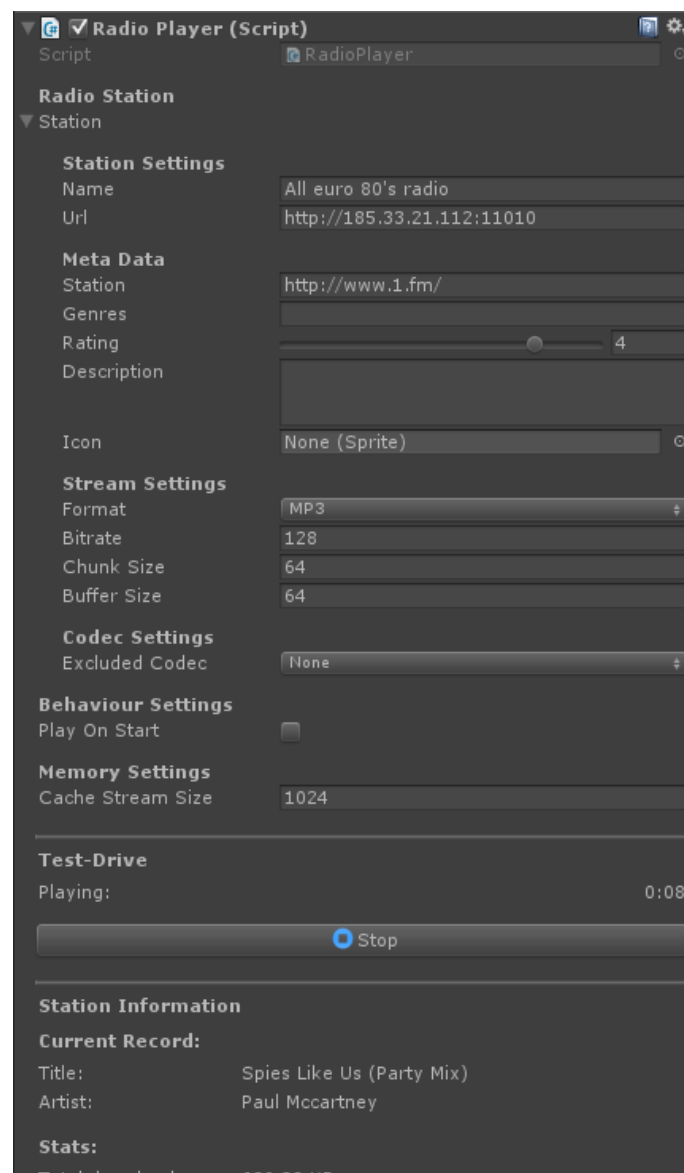 Radio Player (Script)
Script RadioPlayer
Radio Station
Station
Station Settings
Name All euro 80's radio
Url http://185.33.21.112:11010
Meta Data
Station http://www.1.fm/
Genres
Rating 4
Description
Icon None (Sprite)
Stream Settings
Format MP3
Bitrate 128
Chunk Size 64
Buffer Size 64
Codec Settings
Excluded Codec None
Behaviour Settings
Play On Start
Memory Settings
Cache Stream Size 1024
Test-Drive
Playing: 0:08
Stop
Station Information
Current Record:
Title: Spies Like Us (Party Mix)
Artist: Paul Mccartney
Stats: